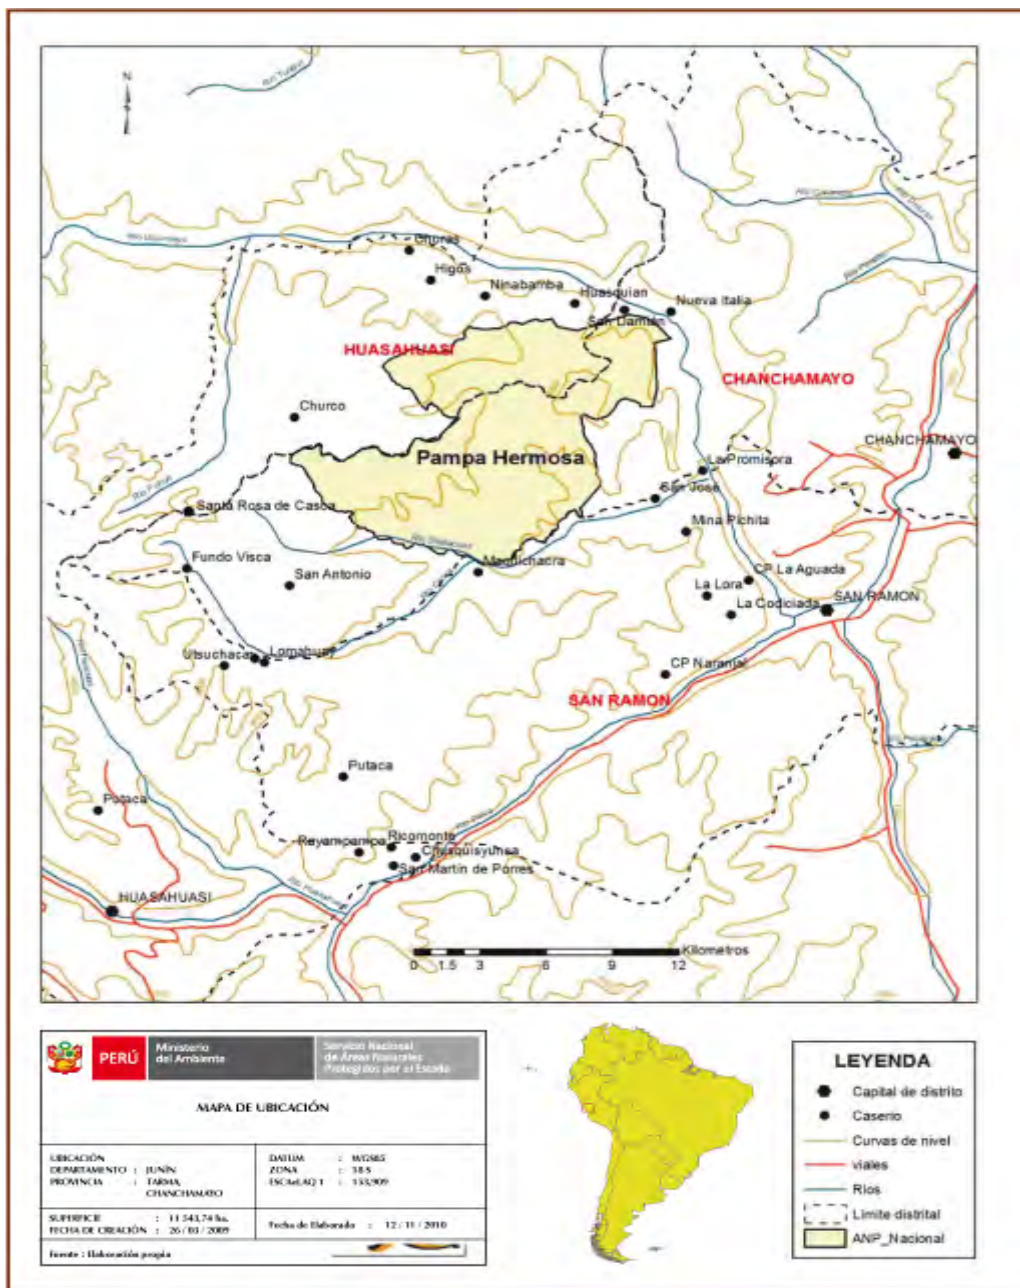 N
Churas
Higos
Ninabamba
Huasquian
San Damian
Nueva Italia
HUASAHUASI
CHANCHAMAYO
Churco
CHANCHAMAYO
Pampa Hermosa
La Promisora
San Jose
Santa Rosa de Casca
Mina Pichita
Fundo Visca
San Antonio
CP La Aguada
La Lora
La Codiciada
SAN RAMON
Lomahuay
CP Naranjal
SAN RAMON
Putaca
Putaca
Ricomonte
San Martin de Porres
HUASAHUASI
Kilometros
0 1.5 3 6 9 12
PERÚ
Ministerio
del Ambiente
Servicio Nacional
de Áreas Naturales
Protegidas por el Estado
MAPA DE UBICACIÓN
UBICACIÓN
DEPARTAMENTO : JUNÍN
PROVINCIA : TARMA,
CHANCHAMAYO
DATUM : WGS85
ZONA : 18-S
: 153,909
SUPERFICIE : 11 543,74 ha.
FECHA DE CREACIÓN : 26 / 03 / 2009
Fecha de Elaborado : 12 / 11 / 2010
Fuente : Elaboración propia
LEYENDA
Capital de distrito
Caserio
Curvas de nivel
viales
Rios
Limite distrital
ANP_Nacional